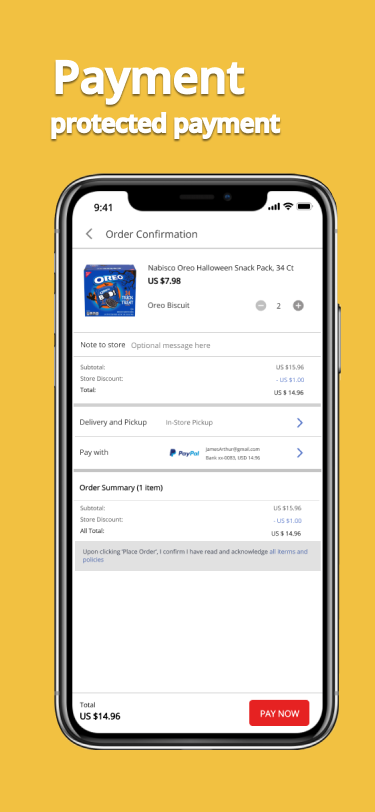 Payment
protected payment
9:41
Order Confirmation
Nabisco Oreo Halloween Snack Pack, 34 Ct
US $7.98
OREO
Oreo Biscuit
2
Note to store Optional message here
Subtotal: US $15.96
Store Discount: - US $1.00
Total: US $ 14.96
Delivery and Pickup In-Store Pickup
Pay with PayPal
JamesArthur@gmail.com
Bank xx-0083, USD 14.96
Order Summary (1 item)
Subtotal: US $15.96
Store Discount: - US $1.00
All Total: US $ 14.96
Upon clicking 'Place Order', I confirm I have read and acknowledge all items and
policies
Total
US $14.96
PAY NOW